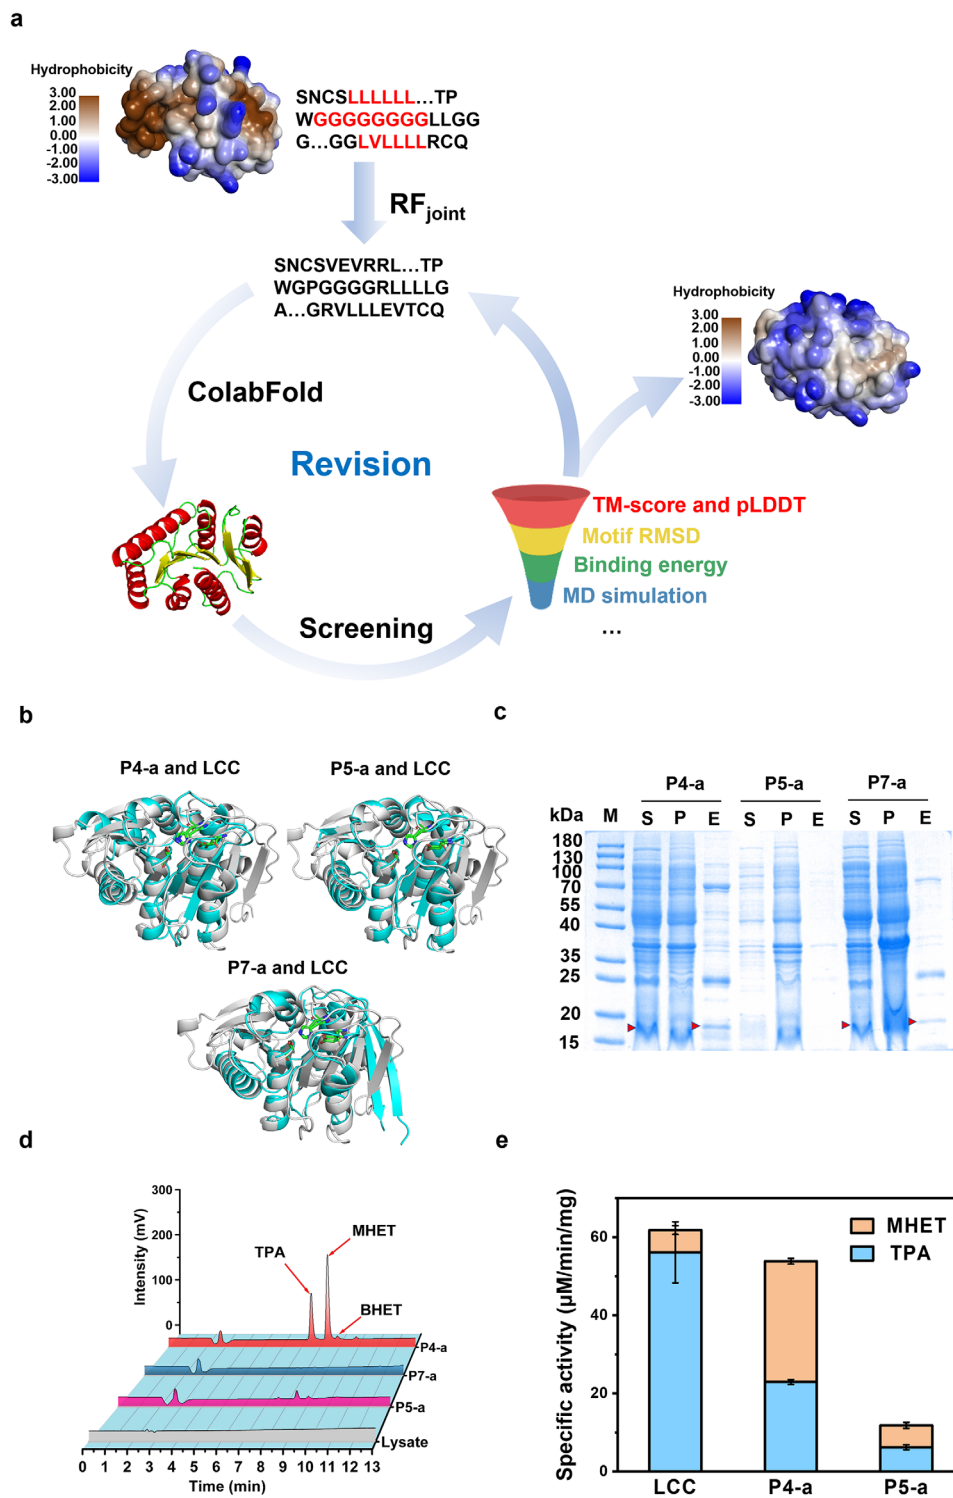 a
Hydrophobicity
3.00
2.00
1.00
0.00
-1.00
-2.00
-3.00
SNCSLLLLLL...TP
WGGGGGGGGLLGG
G...GGLVLLLLRCQ
RFjoint
SNCSVEVRRL...TP
WGPGGGGRLLLLG
A...GRVLLLEVTCQ
Hydrophobicity
3.00
2.00
1.00
0.00
-1.00
-2.00
-3.00
ColabFold
Revision
TM-score and pLDDT
Motif RMSD
Binding energy
MD simulation
...
Screening
b
P4-a and LCC
P5-a and LCC
P7-a and LCC
c
P4-a P5-a P7-a
kDa M S P E S P E S P E
180
130
100
70
55
40
35
25
20
15
d
Intensity (mV)
300
200
100
0
TPA
MHET
BHET
P4-a
P7-a
P5-a
Lysate
0 1 2 3 4 5 6 7 8 9 10 11 12 13
Time (min)
e
Specific activity (μM/min/mg)
60
40
20
0
MHET
TPA
LCC P4-a P5-a